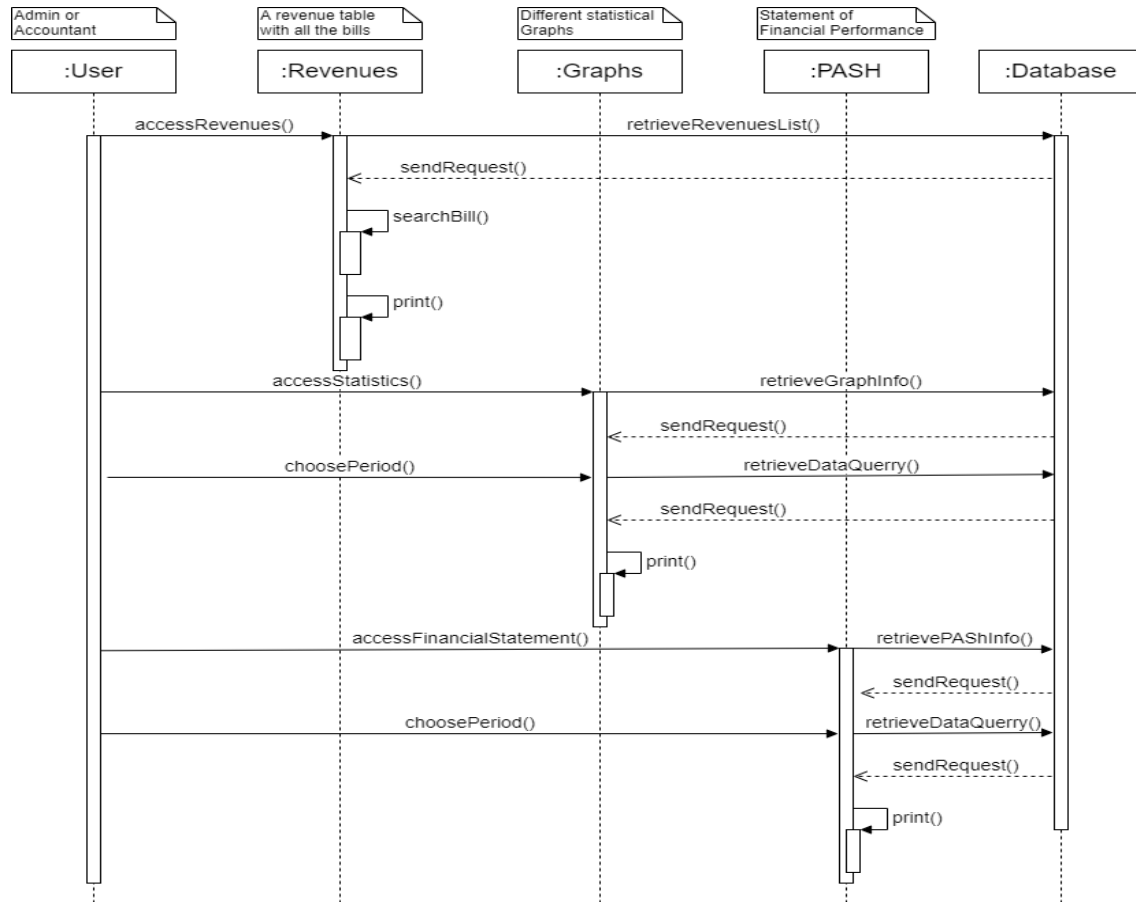 Admin or
Accountant
A revenue table
with all the bills
Different statistical
Graphs
Statement of
Financial Performance
:User
:Revenues
:Graphs
:PASH
:Database
accessRevenues()
retrieveRevenuesList()
sendRequest()
searchBill()
print()
accessStatistics()
retrieveGraphInfo()
sendRequest()
choosePeriod()
retrieveDataQuerry()
sendRequest()
print()
accessFinancialStatement()
retrievePAShInfo()
sendRequest()
choosePeriod()
retrieveDataQuerry()
sendRequest()
print()